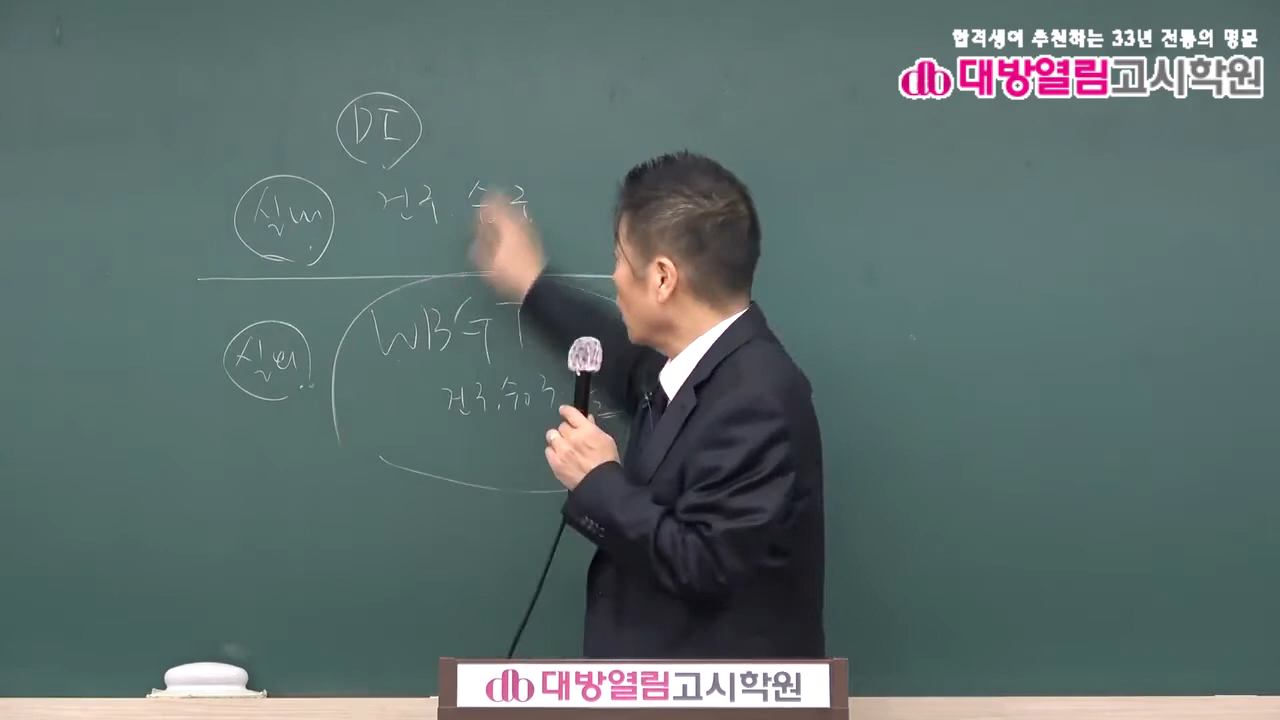 합격생이 추천하는 33년 전통의 명문
대방열림고시학원
DI
실내 건구. 습구
WBGT
실외 건구. 습구
대방열림고시학원